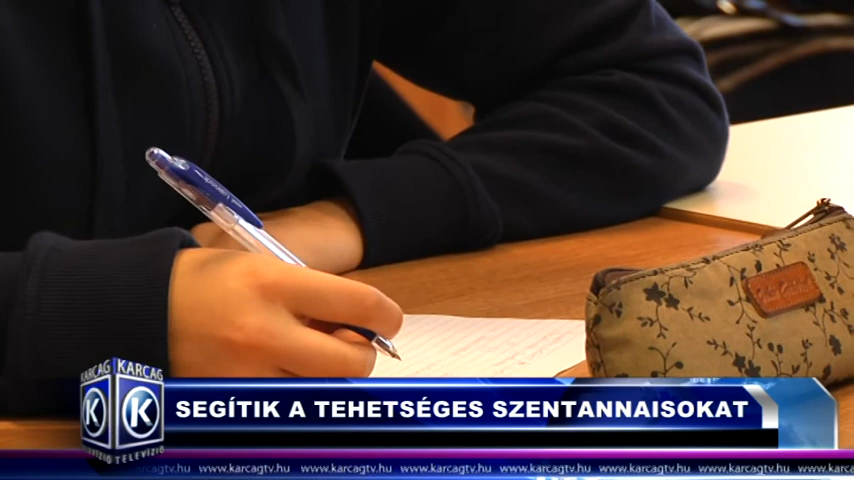 KARCAG KARCAG
K K
TELEVÍZIÓ
SEGÍTIK A TEHETSÉGES SZENTANNAISOKAT
www.karcagtv.hu www.karcagtv.hu www.karcagtv.hu www.karcagtv.hu www.karcagtv.hu www.karcagtv.hu www.karcagtv.hu